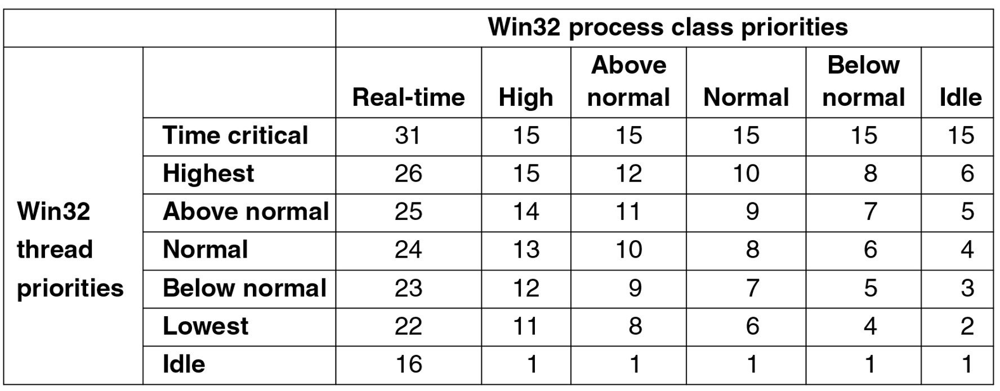 Win32 process class priorities
Above Below
Real-time High normal Normal normal Idle
Time critical 31 15 15 15 15 15
Highest 26 15 12 10 8 6
Win32 Above normal 25 14 11 9 7 5
thread Normal 24 13 10 8 6 4
priorities Below normal 23 12 9 7 5 3
Lowest 22 11 8 6 4 2
Idle 16 1 1 1 1 1